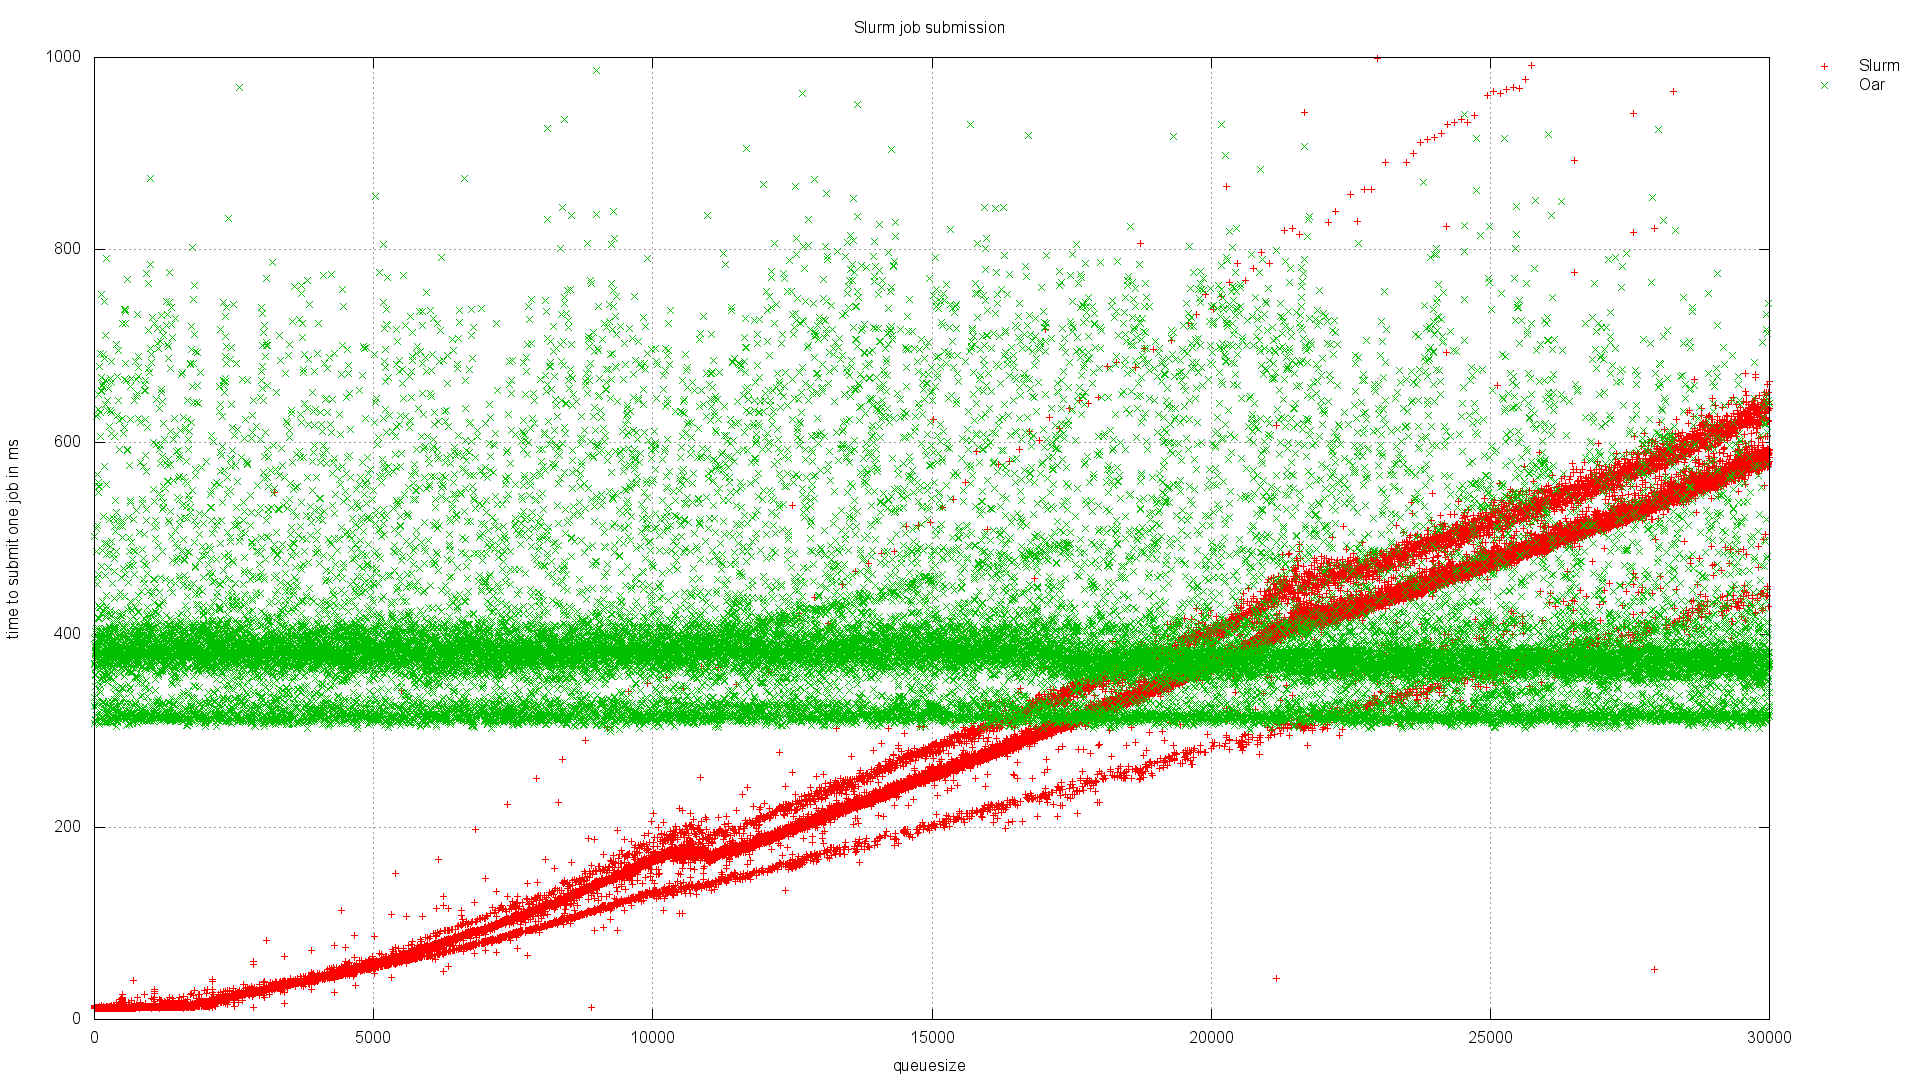 Slurm job submission
1000
800
600
400
200
0
time to submit one job in ms
0 5000 10000 15000 20000 25000 30000
queuesize
Slurm
Oar